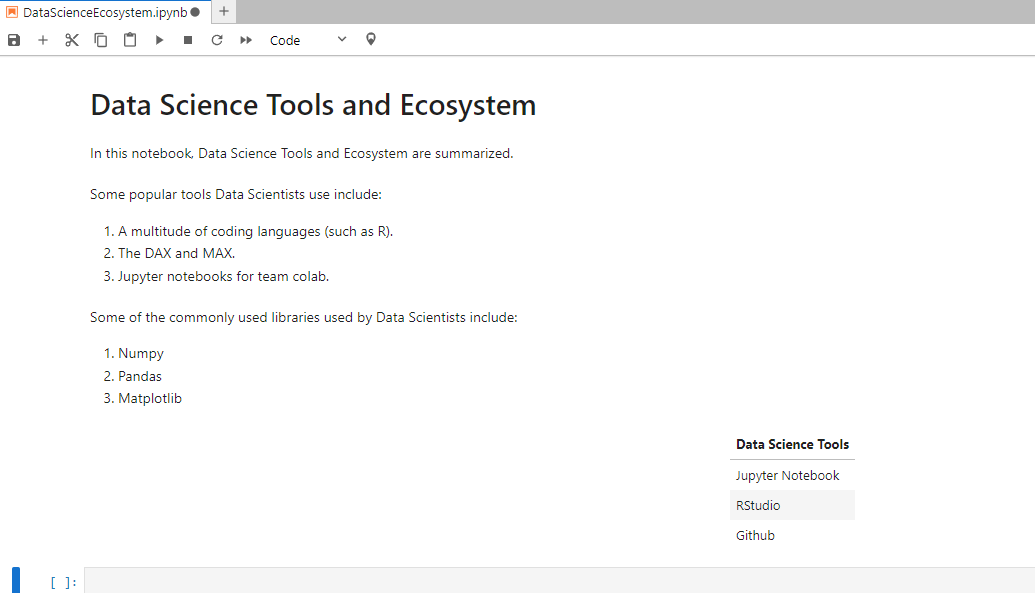 DataScienceEcosystem.ipynb
Code
Data Science Tools and Ecosystem
In this notebook, Data Science Tools and Ecosystem are summarized.
Some popular tools Data Scientists use include:
1. A multitude of coding languages (such as R).
2. The DAX and MAX.
3. Jupyter notebooks for team colab.
Some of the commonly used libraries used by Data Scientists include:
1. Numpy
2. Pandas
3. Matplotlib
Data Science Tools
Jupyter Notebook
RStudio
Github
[ ]: